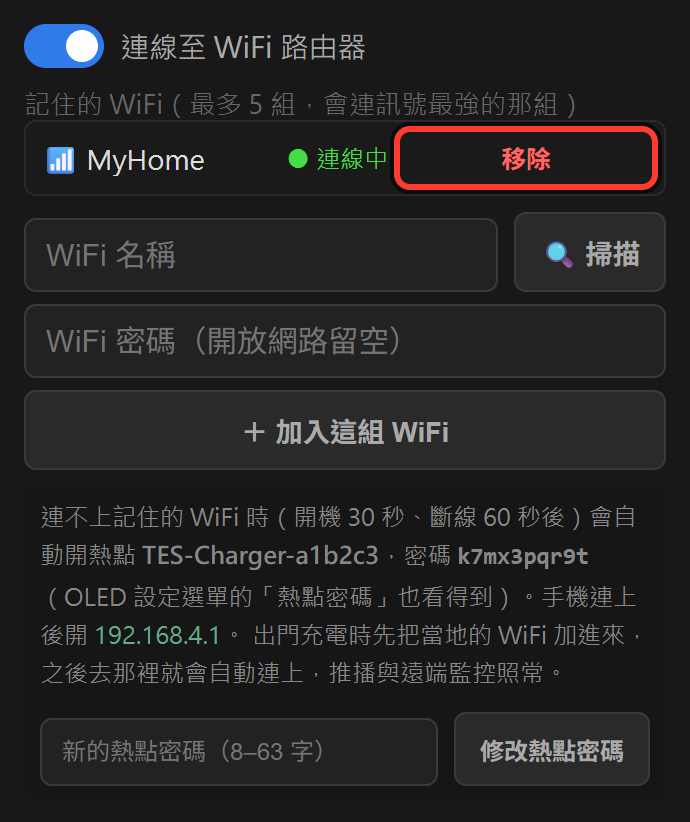 連線至 WiFi 路由器
記住的 WiFi（最多 5 組，會連訊號最強的那組）
MyHome 連線中 移除
WiFi 名稱 掃描
WiFi 密碼（開放網路留空）
＋ 加入這組 WiFi
連不上記住的 WiFi 時（開機 30 秒、斷線 60 秒後）會自
動開熱點 TES-Charger-a1b2c3，密碼 k7mx3pqr9t
（OLED 設定選單的「熱點密碼」也看得到）。手機連上
後開 192.168.4.1。 出門充電時先把當地的 WiFi 加進來，
之後去那裡就會自動連上，推播與遠端監控照常。
新的熱點密碼（8–63 字） 修改熱點密碼